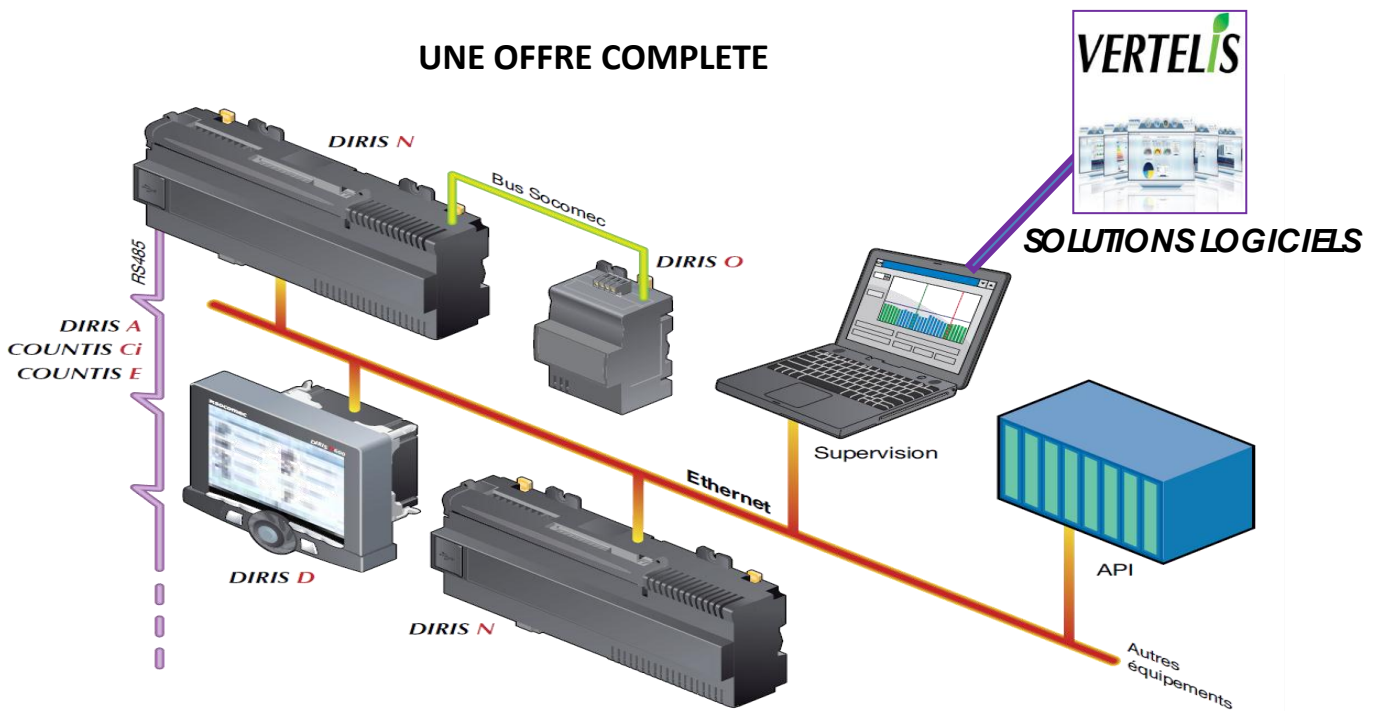 UNE OFFRE COMPLETE
VERTELIS
SOLUTIONS LOGICIELS
DIRIS N
Bus Socomec
DIRIS O
RS485
DIRIS A
COUNTIS Ci
COUNTIS E
socomec
Supervision
Ethernet
API
DIRIS D
DIRIS N
Autres
équipements